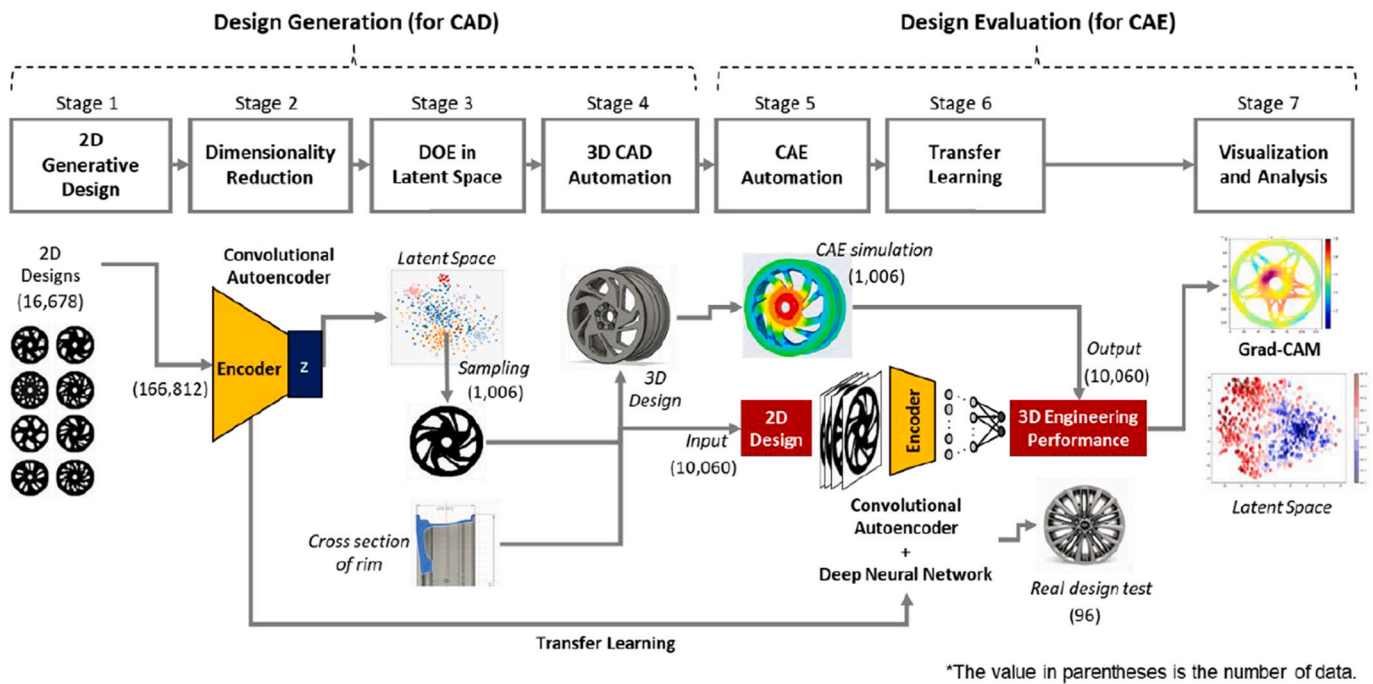 Design Generation (for CAD)
Design Evaluation (for CAE)
Stage 1
Stage 2
Stage 3
Stage 4
Stage 5
Stage 6
Stage 7
2D
Generative
Design
Dimensionality
Reduction
DOE in
Latent Space
3D CAD
Automation
CAE
Automation
Transfer
Learning
Visualization
and Analysis
2D
Designs
(16,678)
(166,812)
Convolutional
Autoencoder
Encoder
z
Latent Space
Sampling
(1,006)
Cross section
of rim
3D
Design
CAE simulation
(1,006)
Input
(10,060)
2D
Design
Encoder
Output
(10,060)
3D Engineering
Performance
Convolutional
Autoencoder
+
Deep Neural Network
Real design test
(96)
Grad-CAM
Latent Space
Transfer Learning
*The value in parentheses is the number of data.